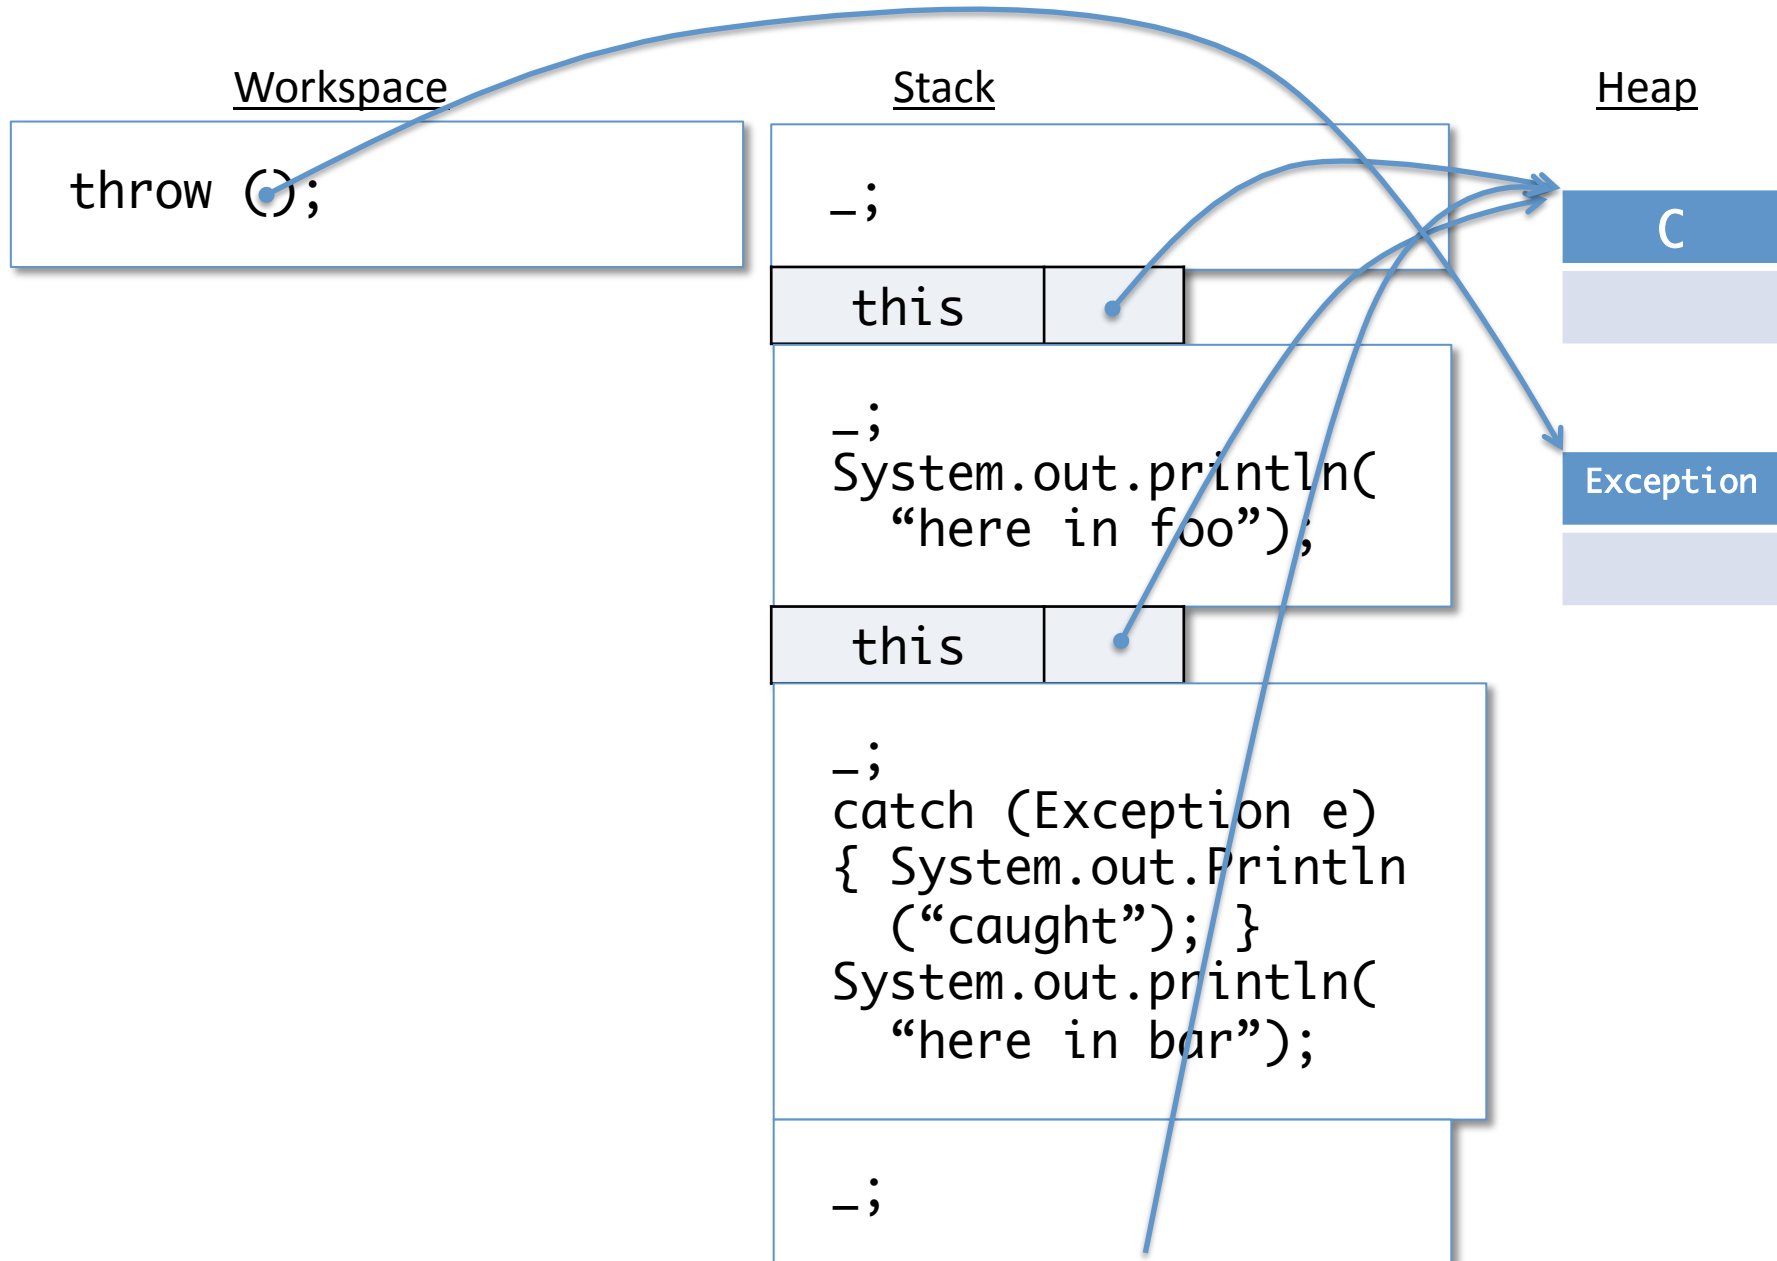 Workspace
Stack
Heap
throw ();
_;
C
this
_;
System.out.println(
“here in foo”);
Exception
this
_;
catch (Exception e)
{ System.out.Println
(“caught”); }
System.out.println(
“here in bar”);
_;